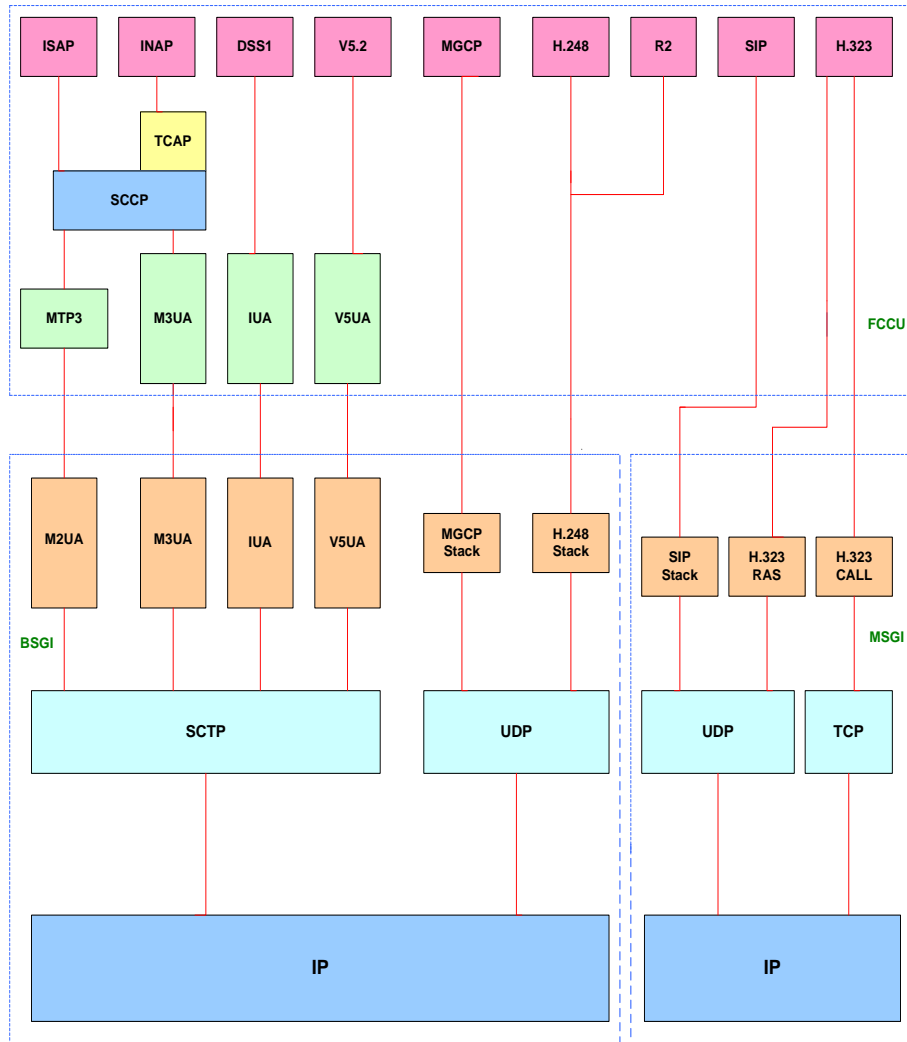 ISAP
INAP
DSS1
V5.2
MGCP
H.248
R2
SIP
H.323
TCAP
SCCP
MTP3
M3UA
IUA
V5UA
FCCU
M2UA
M3UA
IUA
V5UA
MGCP
Stack
H.248
Stack
SIP
Stack
H.323
RAS
H.323
CALL
BSGI
MSGI
SCTP
UDP
UDP
TCP
IP
IP